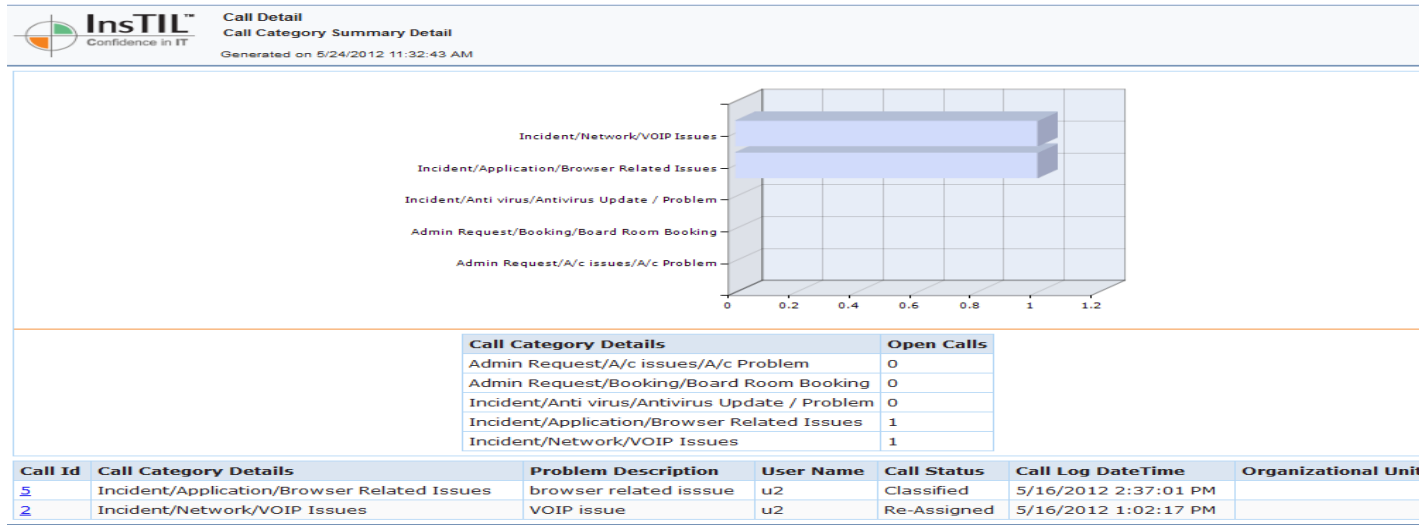 InsTIL™
Confidence in IT
Call Detail
Call Category Summary Detail
Generated on 5/24/2012 11:32:43 AM
Incident/Network/VOIP Issues
Incident/Application/Browser Related Issues
Incident/Anti virus/Antivirus Update / Problem
Admin Request/Booking/Board Room Booking
Admin Request/A/c issues/A/c Problem
0 0.2 0.4 0.6 0.8 1 1.2
Call Category Details Open Calls
Admin Request/A/c issues/A/c Problem 0
Admin Request/Booking/Board Room Booking 0
Incident/Anti virus/Antivirus Update / Problem 0
Incident/Application/Browser Related Issues 1
Incident/Network/VOIP Issues 1
Call Id Call Category Details Problem Description User Name Call Status Call Log DateTime Organizational Unit
5 Incident/Application/Browser Related Issues browser related isssue u2 Classified 5/16/2012 2:37:01 PM
2 Incident/Network/VOIP Issues VOIP issue u2 Re-Assigned 5/16/2012 1:02:17 PM